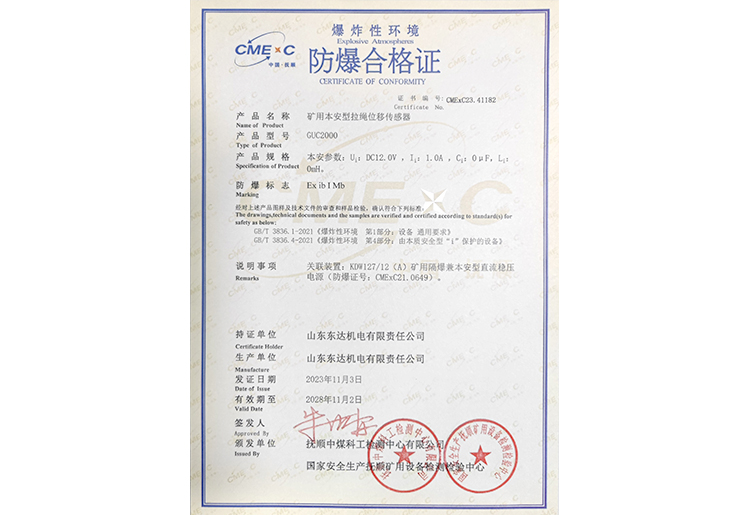 爆炸性环境
Explosive Atmospheres
CMExC
中国·抚顺
防爆合格证
CERTIFICATE OF CONFORMITY
证书编号: CMExC23.41182
Certificate No.
产品名称 矿用本安型拉绳位移传感器
Name of Product
产品型号 GUC2000
Type of Product
产品规格 本安参数: Ui: DC12.0V , Ii: 1.0A , Ci: 0μF, Li:
Specification of Product 0mH。
防爆标志 Ex ib I Mb
Marking
经对上述产品图样及技术文件的审查和样品检验, 确认符合下列标准:
The drawings,technical documents and the samples are verified and certified according to standard(s) for
safety as below:
GB/T 3836.1-2021《爆炸性环境 第1部分: 设备 通用要求》
GB/T 3836.4-2021《爆炸性环境 第4部分: 由本质安全型“i”保护的设备》
说明事项 关联装置: KDW127/12 (A) 矿用隔爆兼本安型直流稳压
Remarks 电源 (防爆证号: CMExC21.0649) 。
持证单位 山东东达机电有限责任公司
Certificate Holder
生产单位 山东东达机电有限责任公司
Manufacture
发证日期 2023年11月3日
Date of Issue
有效期至 2028年11月2日
Valid Date
签发人
Approved By
颁发单位 抚顺中煤科工检测中心有限公司
Issued By
国家安全生产抚顺矿用设备检测检验中心